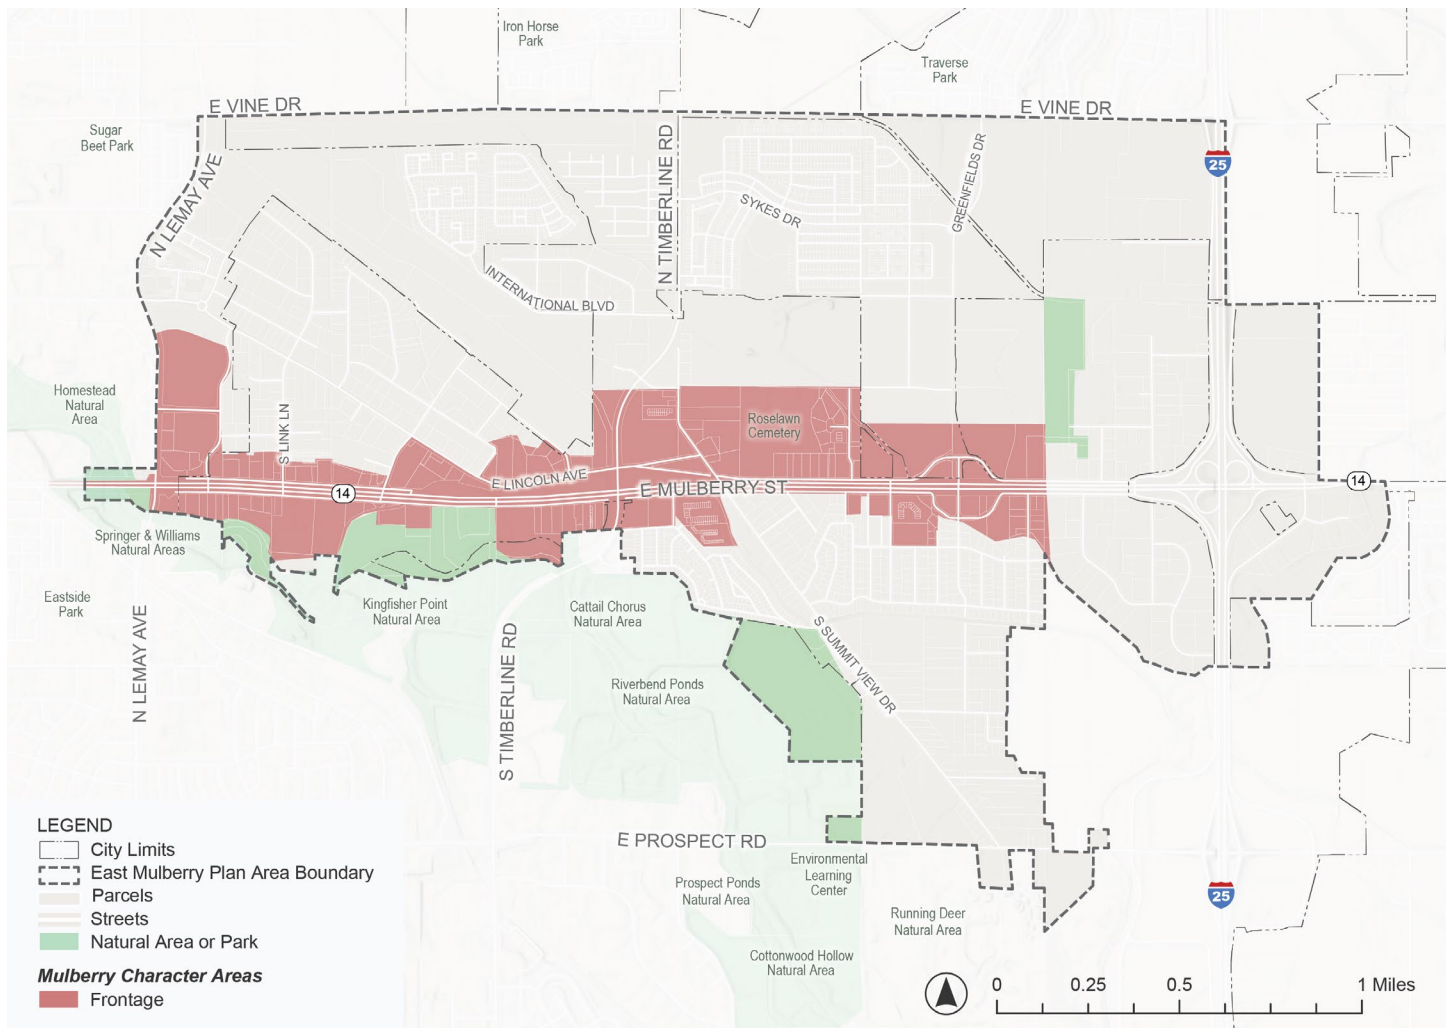 Iron Horse
Park
Traverse
Park
E VINE DR
E VINE DR
Sugar
Beet Park
N LEMAY AVE
N TIMBERLINE RD
GREENFIELDS DR
25
SYKES DR
INTERNATIONAL BLVD
Homestead
Natural
Area
S LINK LN
Roselawn
Cemetery
E LINCOLN AVE
14
E MULBERRY ST
14
Springer & Williams
Natural Areas
Eastside
Park
Kingfisher Point
Natural Area
Cattail Chorus
Natural Area
N LEMAY AVE
S TIMBERLINE RD
S SUMMIT VIEW DR
Riverbend Ponds
Natural Area
E PROSPECT RD
Environmental
Learning
Center
Prospect Ponds
Natural Area
25
Running Deer
Natural Area
Cottonwood Hollow
Natural Area
LEGEND
City Limits
East Mulberry Plan Area Boundary
Parcels
Streets
Natural Area or Park
Mulberry Character Areas
Frontage
0 0.25 0.5 1 Miles